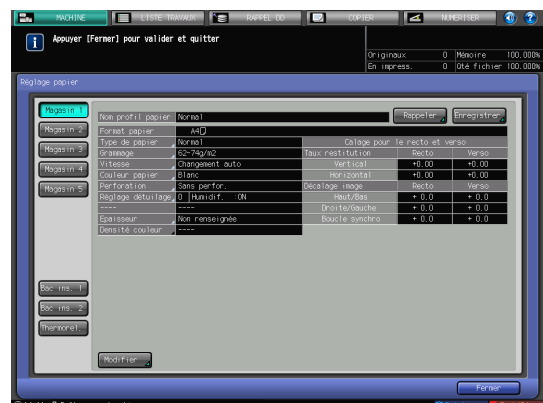 MACHINE LISTE TRAVAUX RAPPEL DD COPIER NUMERISER
Appuyer [Fermer] pour valider et quitter
Originaux 0 Mémoire 100.000%
En impress. 0 Qté fichier 100.000%
Réglage papier
Magasin 1
Magasin 2
Magasin 3
Magasin 4
Magasin 5
Bac ins. 1
Bac ins. 2
Thermorel.
Nom profil papier Normal Rappeler Enregistrer
Format papier A4
Type de papier Normal Calage pour le recto et verso
Grammage 62-74g/m2 Taux restitution Recto Verso
Vitesse Changement auto Vertical +0.00 +0.00
Couleur papier Blanc Horizontal +0.00 +0.00
Perforation Sans perfor. Décalage image Recto Verso
Réglage détuilage 0 Humidif. :ON Haut/Bas + 0.0 + 0.0
---- ---- Droite/Gauche + 0.0 + 0.0
Epaisseur Non renseignée Boucle synchro + 0.0 + 0.0
Densité couleur ----
Modifier
Fermer